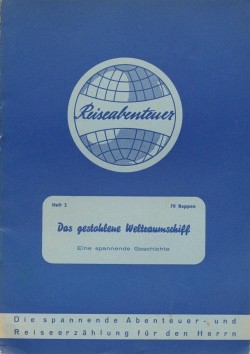 Reiseabenteuer
Heft 1 70 Rappen
Das gestohlene Weltraumschiff
Eine spannende Geschichte
Die spannende Abenteuer- und
Reiseerzählung für den Herrn